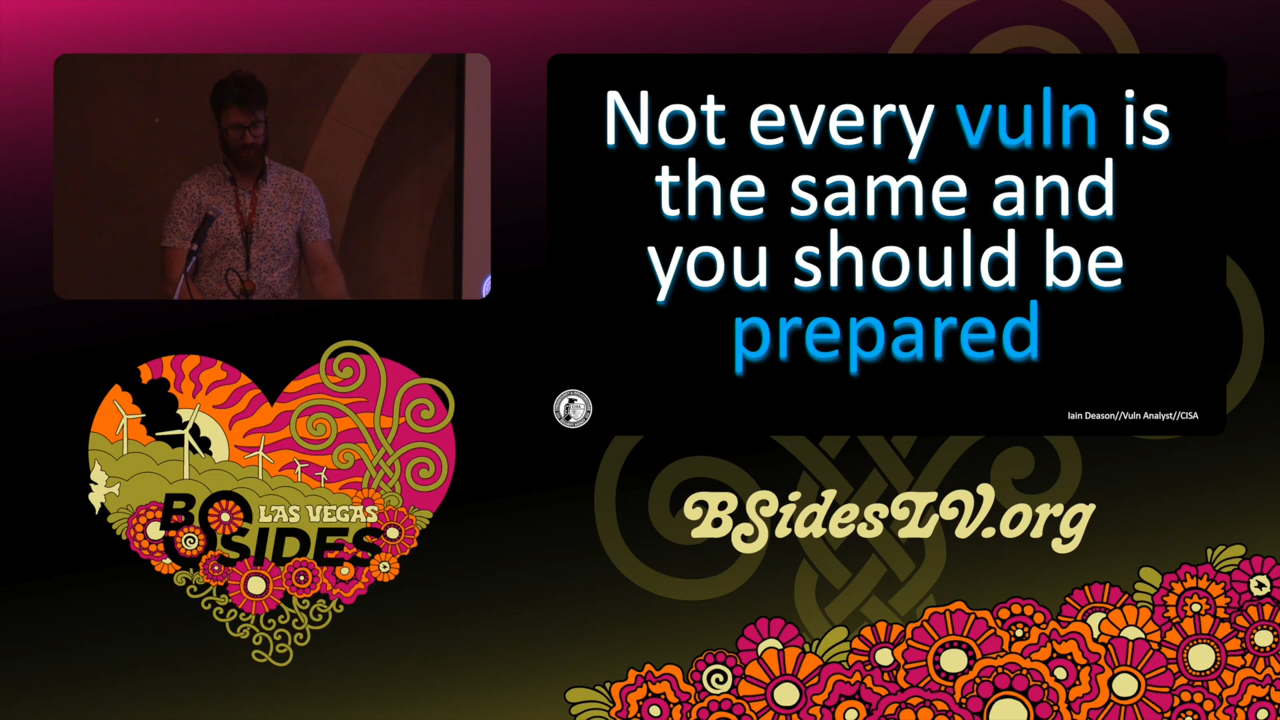 Not every vuln is
the same and
you should be
prepared
Iain Deason//Vuln Analyst//CISA
LAS VEGAS
SIDES
BSidesLV.org